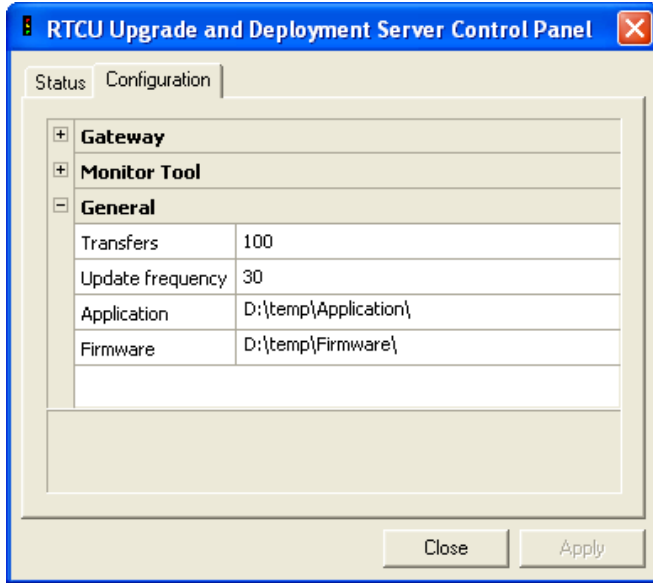 RTCU Upgrade and Deployment Server Control Panel
Status Configuration
Gateway
Monitor Tool
General
Transfers 100
Update frequency 30
Application D:\temp\Application\
Firmware D:\temp\Firmware\
Close Apply